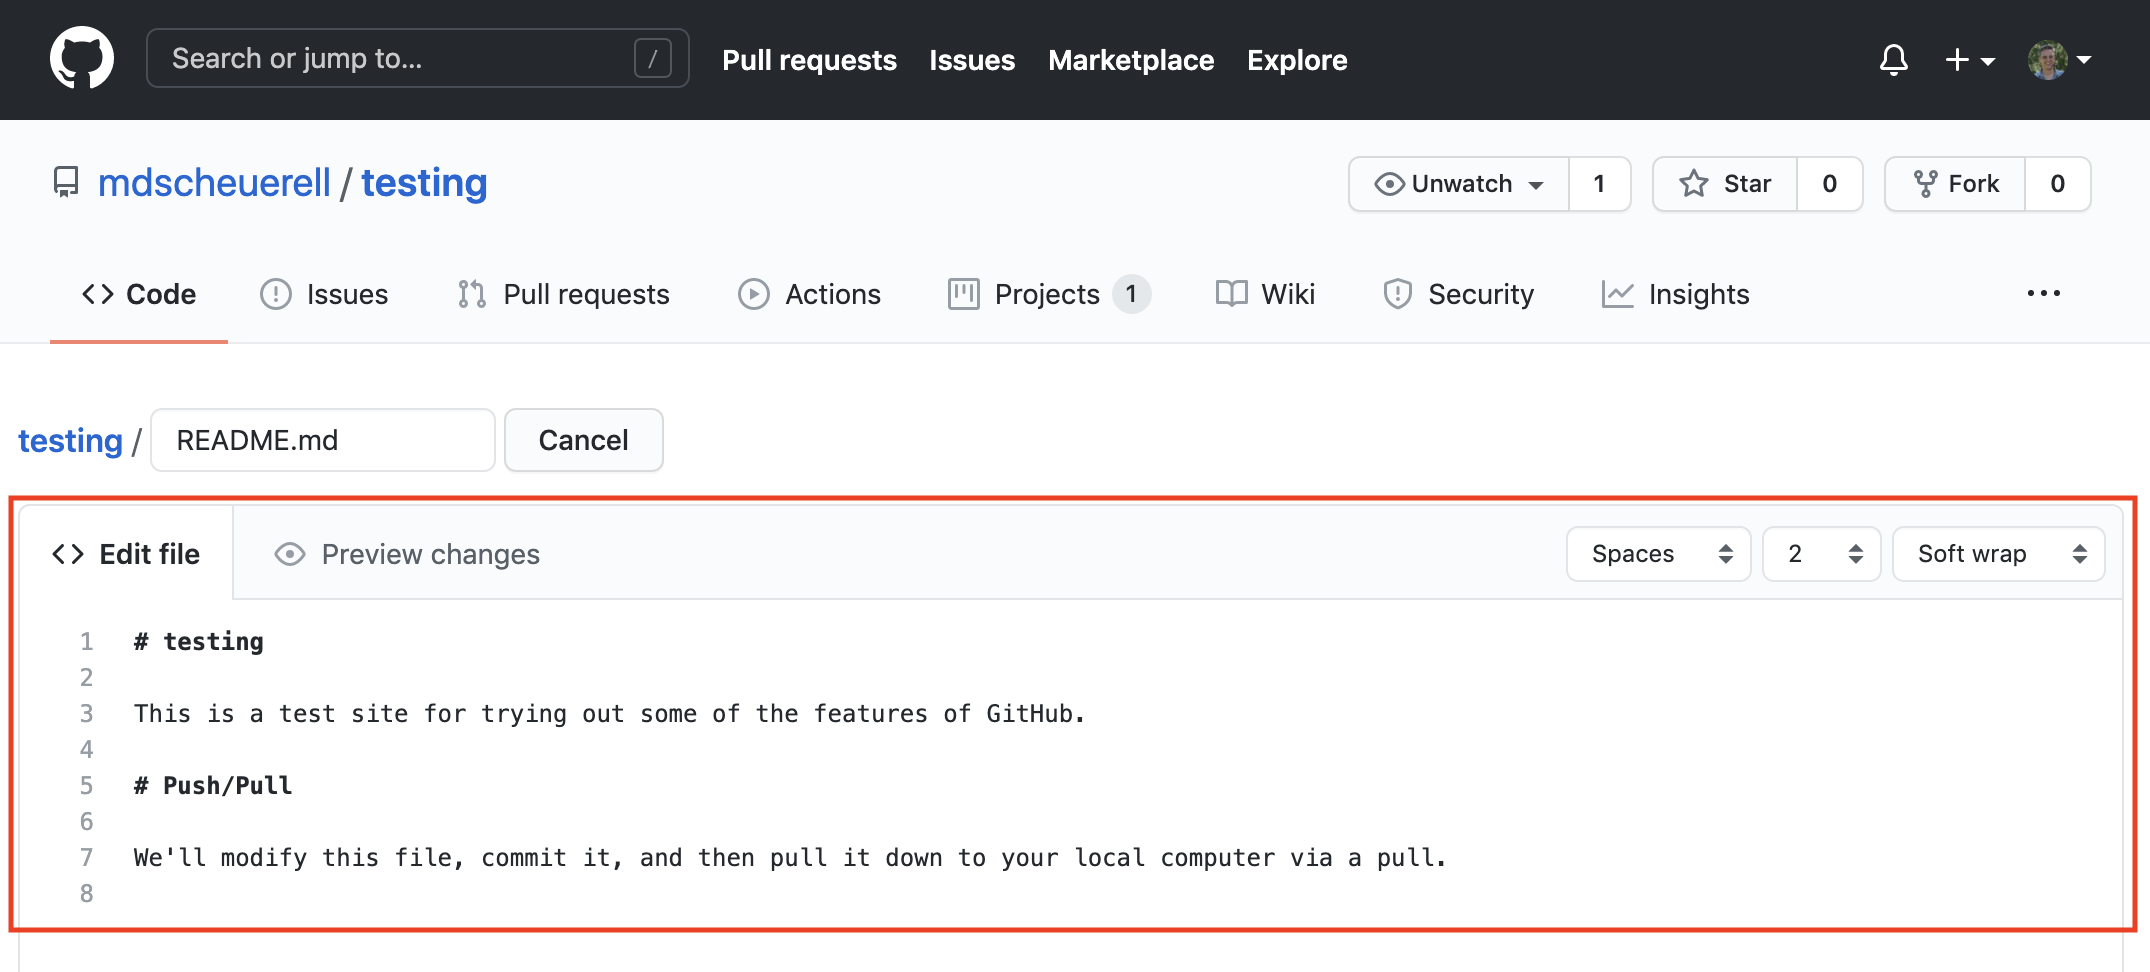 Search or jump to... /
Pull requests Issues Marketplace Explore
mdscheuerell / testing
Unwatch 1 Star 0 Fork 0
Code Issues Pull requests Actions Projects 1 Wiki Security Insights ...
testing / README.md Cancel
Edit file Preview changes Spaces 2 Soft wrap
1 # testing
2
3 This is a test site for trying out some of the features of GitHub.
4
5 # Push/Pull
6
7 We'll modify this file, commit it, and then pull it down to your local computer via a pull.
8